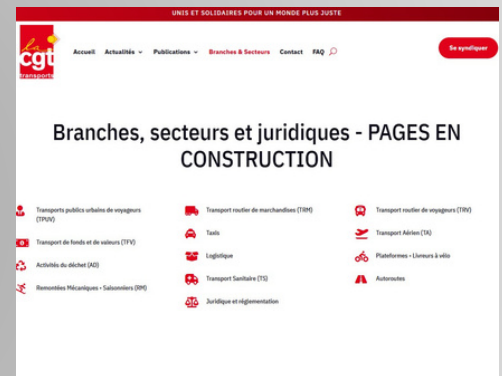 UNIS ET SOLIDAIRES POUR UN MONDE PLUS JUSTE
la
cgt
transports
Accueil Actualités Publications Branches & Secteurs Contact FAQ
Se syndiquer
Branches, secteurs et juridiques - PAGES EN
CONSTRUCTION
Transports publics urbains de voyageurs
(TPUV)
Transport de fonds et de valeurs (TFV)
Activités du déchet (AD)
Remontées Mécaniques - Saisonniers (RM)
Transport routier de marchandises (TRM)
Taxis
Logistique
Transport Sanitaire (TS)
Juridique et réglementation
Transport routier de voyageurs (TRV)
Transport Aérien (TA)
Plateformes - Livreurs à vélo
Autoroutes